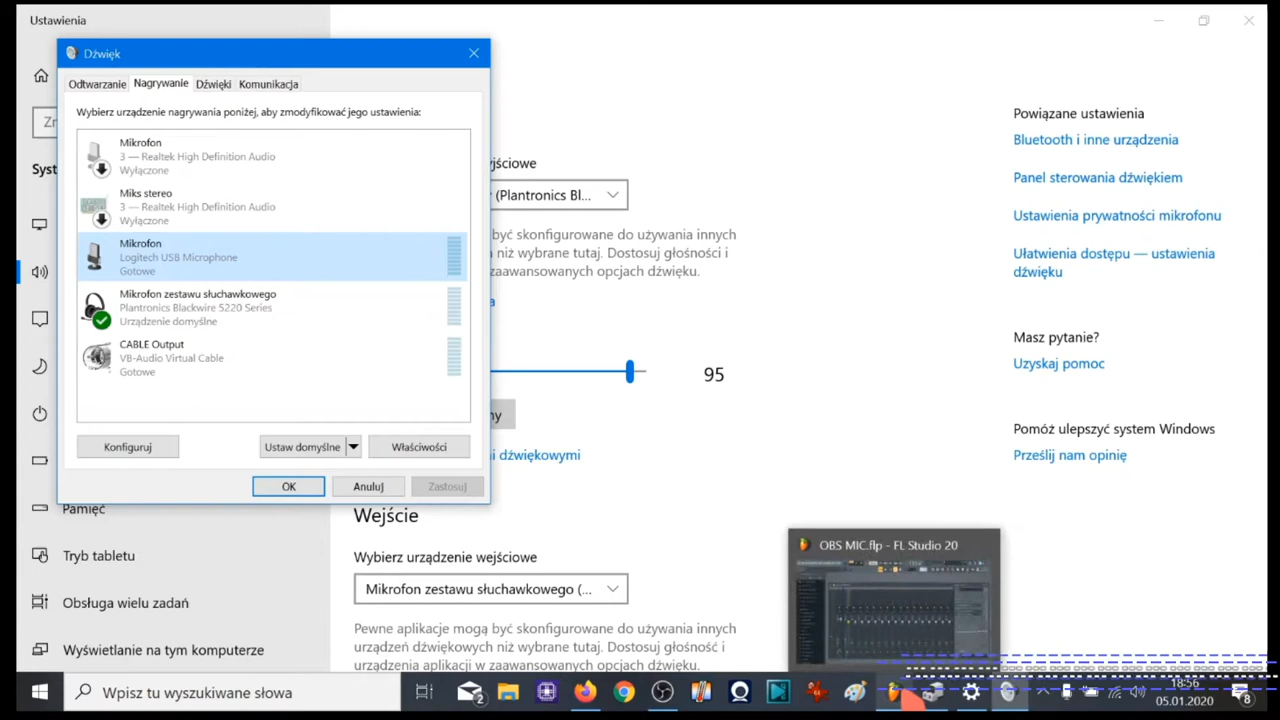 Ustawienia
Dźwięk
Odtwarzanie
Nagrywanie
Dźwięki
Komunikacja
Wybierz urządzenie nagrywania poniżej, aby zmodyfikować jego ustawienia:
Mikrofon
3 — Realtek High Definition Audio
Wyłączone
Miks stereo
3 — Realtek High Definition Audio
Wyłączone
Mikrofon
Logitech USB Microphone
Gotowe
Mikrofon zestawu słuchawkowego
Plantronics Blackwire 5220 Series
Urządzenie domyślne
CABLE Output
VB-Audio Virtual Cable
Gotowe
Konfiguruj
Ustaw domyślne
Właściwości
OK
Anuluj
Zastosuj
Syst
Pamięć
Tryb tabletu
Obsługa wielu zadań
Wyświetlanie na tym komputerze
yjściowe
(Plantronics Bl...
być skonfigurowane do używania innych
niż wybrane tutaj. Dostosuj głośności i
zaawansowanych opcjach dźwięku.
a
95
ny
i dźwiękowymi
Wejście
Wybierz urządzenie wejściowe
Mikrofon zestawu słuchawkowego (...
Pewne aplikacje mogą być skonfigurowane do używania innych
urządzeń dźwiękowych niż wybrane tutaj. Dostosuj głośności i
urządzenia aplikacji w zaawansowanych opcjach dźwięku.
Powiązane ustawienia
Bluetooth i inne urządzenia
Panel sterowania dźwiękiem
Ustawienia prywatności mikrofonu
Ułatwienia dostępu — ustawienia
dźwięku
Masz pytanie?
Uzyskaj pomoc
Pomóż ulepszyć system Windows
Prześlij nam opinię
OBS MIC.flp - FL Studio 20
Wpisz tu wyszukiwane słowa
2
18:56
05.01.2020
8